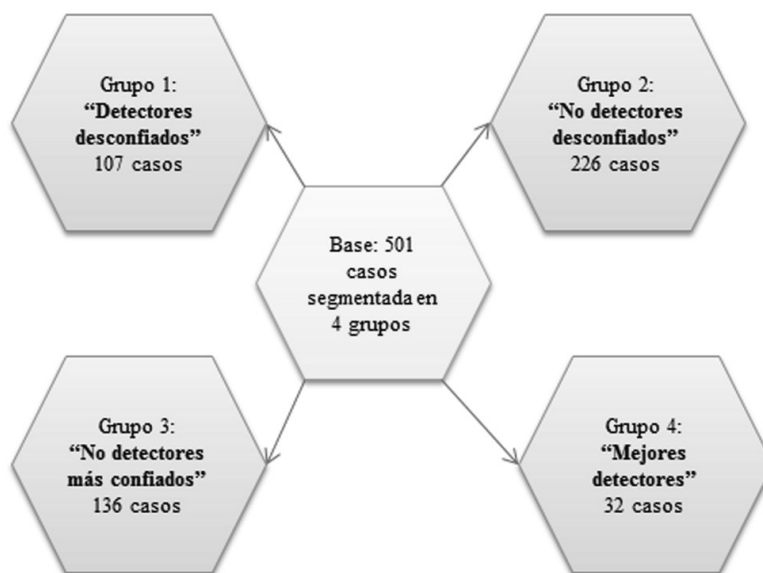 Grupo 1:
“Detectores
desconfiados”
107 casos
Grupo 2:
“No detectores
desconfiados”
226 casos
Base: 501
casos
segmentada en
4 grupos
Grupo 3:
“No detectores
más confiados”
136 casos
Grupo 4:
“Mejores
detectores”
32 casos